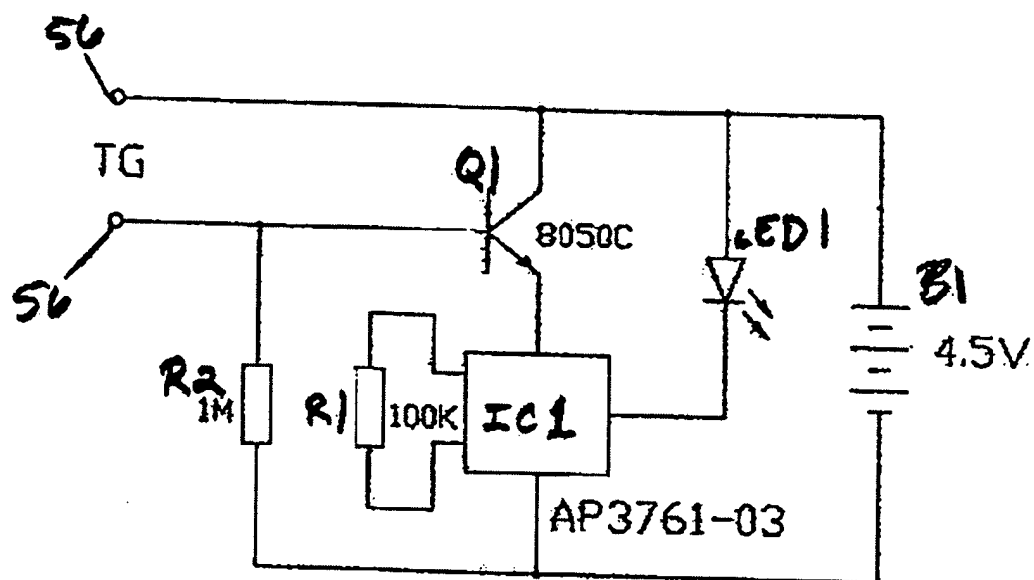 56
TG
Q1
8050C
LED1
B1
4.5V
56
R2
1M
R1
100K
IC1
AP3761-03